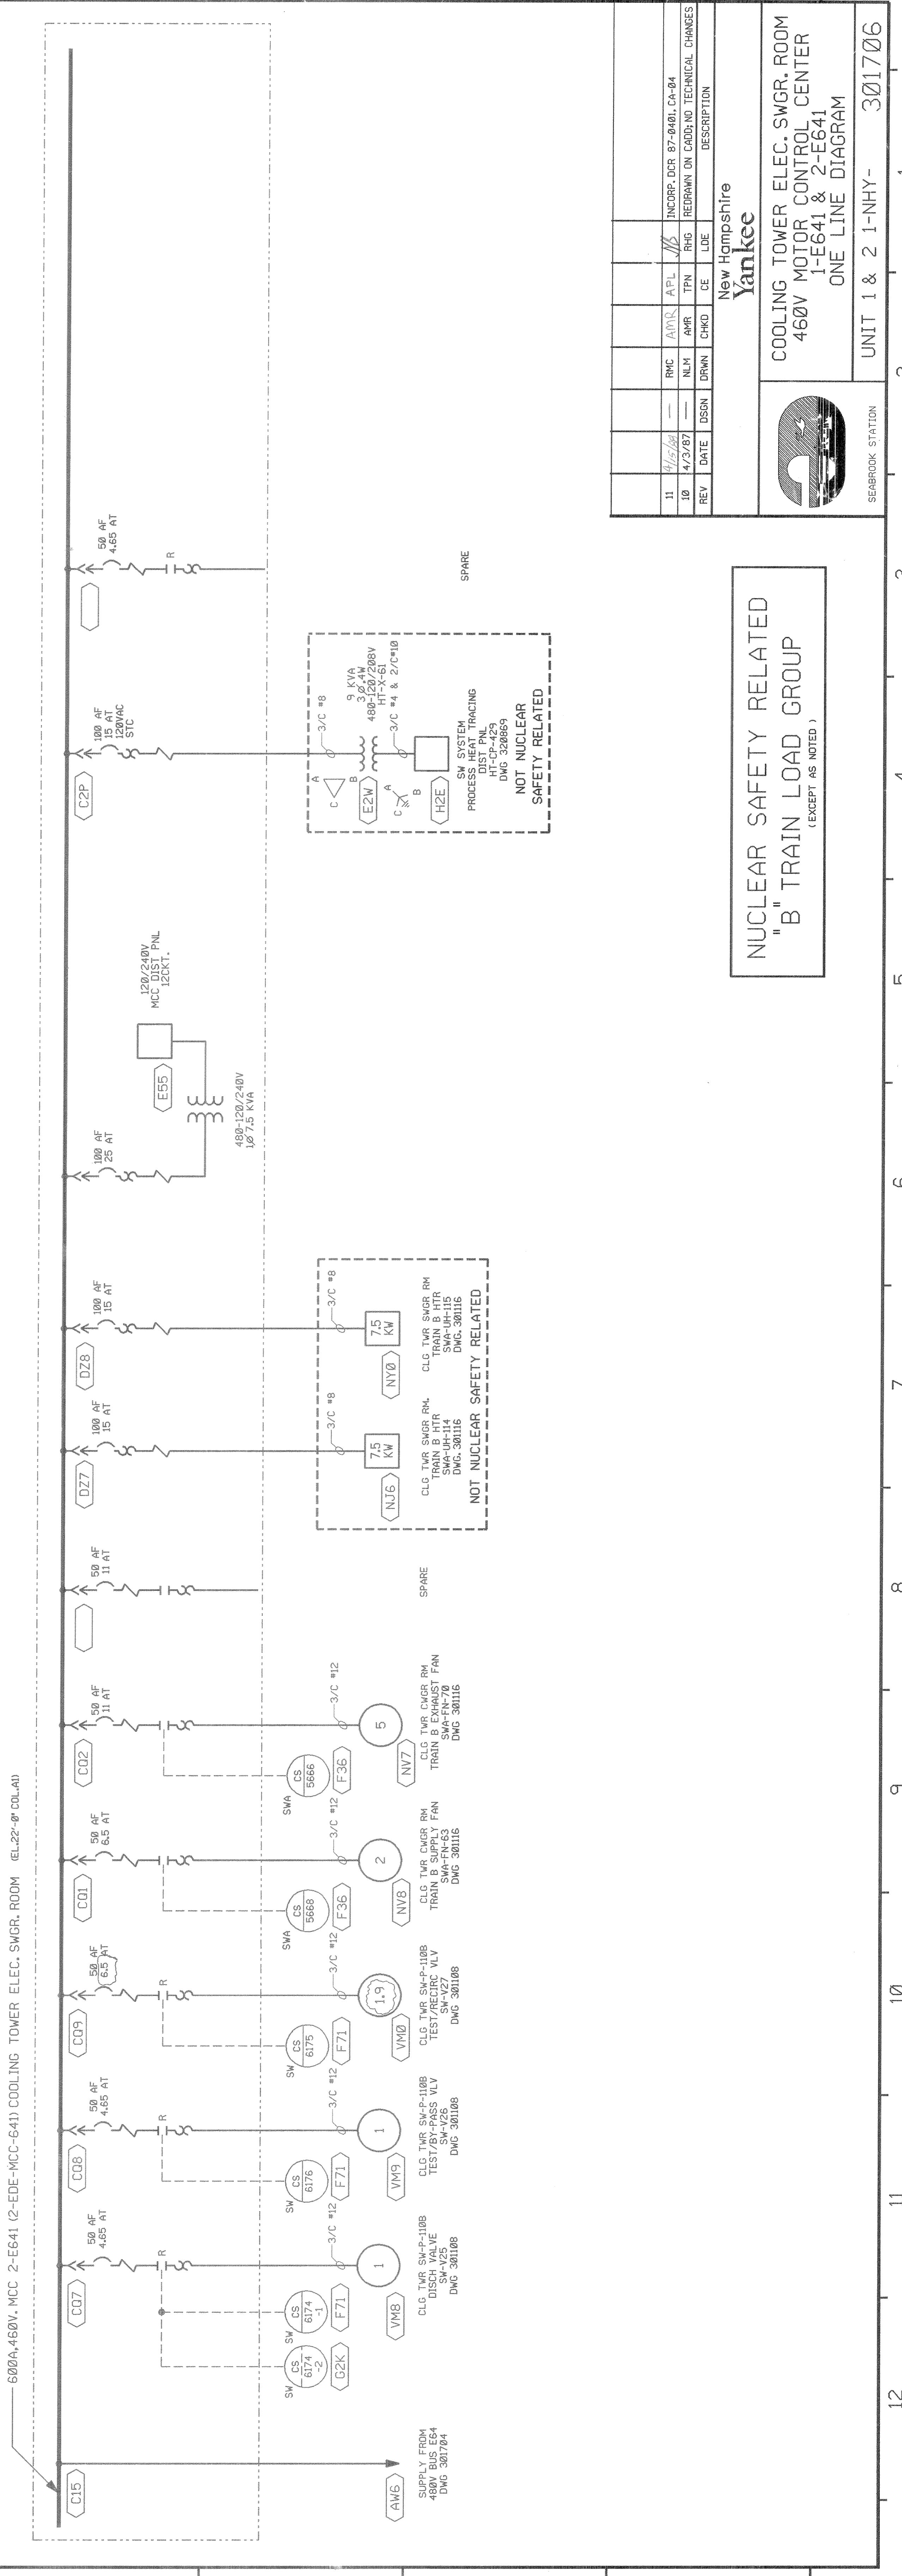 600A,460V. MCC 2-E641 (2-EDE-MCC-641) COOLING TOWER ELEC. SWGR. ROOM (EL.22'-0" COL.A1)
C15
AW6
SUPPLY FROM
480V BUS E64
DWG 301704
CQ7
50 AF
4.65 AT
R
SW
CS
6174
-2
G2K
SW
CS
6174
-1
F71
3/C #12
1
VM8
CLG TWR SW-P-110B
DISCH VALVE
SW-V25
DWG 301108
CQ8
50 AF
4.65 AT
R
SW
CS
6176
F71
3/C #12
1
VM9
CLG TWR SW-P-110B
TEST/BY-PASS VLV
SW-V26
DWG 301108
CQ9
50 AF
6.5 AT
R
SW
CS
6175
F71
3/C #12
1.9
VM0
CLG TWR SW-P-110B
TEST/RECIRC VLV
SW-V27
DWG 301108
CQ1
50 AF
6.5 AT
SWA
CS
5668
F36
3/C #12
2
NV8
CLG TWR CWGR RM
TRAIN B SUPPLY FAN
SWA-FN-63
DWG 301116
CQ2
50 AF
11 AT
SWA
CS
5666
F36
3/C #12
5
NV7
CLG TWR CWGR RM
TRAIN B EXHAUST FAN
SWA-FN-70
DWG 301116
50 AF
11 AT
SPARE
DZ7
100 AF
15 AT
3/C #8
7.5
KW
NJ6
CLG TWR SWGR RM.
TRAIN B HTR
SWA-UH-114
DWG. 301116
DZ8
100 AF
15 AT
3/C #8
7.5
KW
NY0
CLG TWR SWGR RM
TRAIN B HTR
SWA-UH-115
DWG. 301116
NOT NUCLEAR SAFETY RELATED
100 AF
25 AT
480-120/240V
1Ø 7.5 KVA
E55
120/240V
MCC DIST PNL
12CKT.
C2P
100 AF
15 AT
120VAC
STC
3/C #8
A
C
B
E2W
9 KVA
3Ø,4W
480-120/208V
HT-X-61
A
C
B
3/C #4 & 2/C#10
H2E
SW SYSTEM
PROCESS HEAT TRACING
DIST PNL
HT-CP-429
DWG 320869
NOT NUCLEAR
SAFETY RELATED
50 AF
4.65 AT
R
SPARE
NUCLEAR SAFETY RELATED
"B" TRAIN LOAD GROUP
(EXCEPT AS NOTED)
11 — RMC AMR APL INCORP. DCR 87-0401, CA-04
10 4/3/87 — NLM AMR TPN RHG REDRAWN ON CADD; NO TECHNICAL CHANGES
REV DATE DSGN DRWN CHKD CE LDE DESCRIPTION
New Hampshire
Yankee
SEABROOK STATION
COOLING TOWER ELEC. SWGR. ROOM
460V MOTOR CONTROL CENTER
1-E641 & 2-E641
ONE LINE DIAGRAM
UNIT 1 & 2 1-NHY- 301706
12 11 10 9 8 7 6 5 4 3 2 1